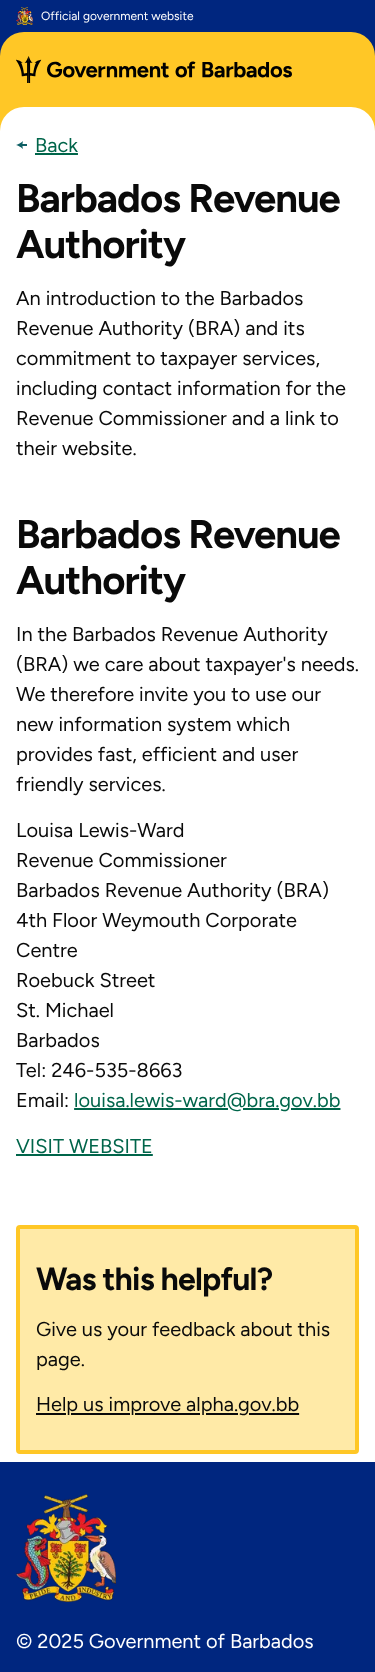 Official government website
Government of Barbados
← Back
Barbados Revenue
Authority
An introduction to the Barbados
Revenue Authority (BRA) and its
commitment to taxpayer services,
including contact information for the
Revenue Commissioner and a link to
their website.
Barbados Revenue
Authority
In the Barbados Revenue Authority
(BRA) we care about taxpayer's needs.
We therefore invite you to use our
new information system which
provides fast, efficient and user
friendly services.
Louisa Lewis-Ward
Revenue Commissioner
Barbados Revenue Authority (BRA)
4th Floor Weymouth Corporate
Centre
Roebuck Street
St. Michael
Barbados
Tel: 246-535-8663
Email: louisa.lewis-ward@bra.gov.bb
VISIT WEBSITE
Was this helpful?
Give us your feedback about this
page.
Help us improve alpha.gov.bb
PRIDE AND INDUSTRY
© 2025 Government of Barbados